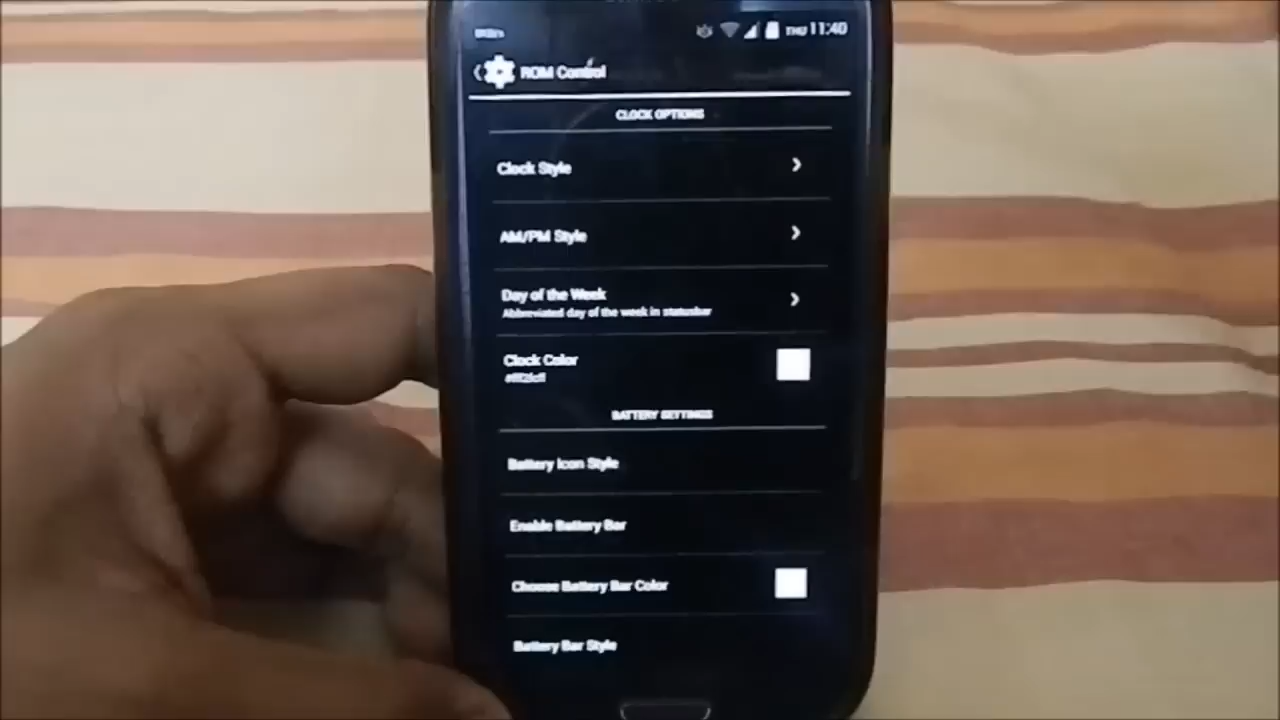 THU 11:40
ROM Control
CLOCK OPTIONS
Clock Style
AM/PM Style
Day of the Week
Abbreviated day of the week in statusbar
Clock Color
BATTERY SETTINGS
Battery Icon Style
Enable Battery Bar
Choose Battery Bar Color
Battery Bar Style